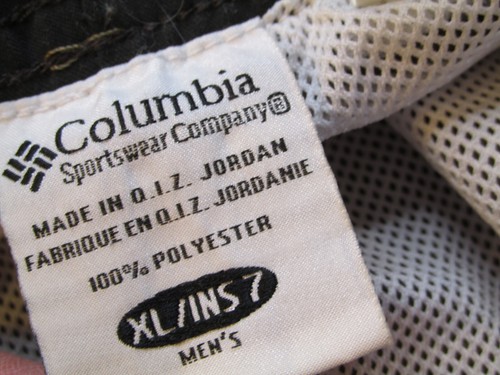 Columbia
Sportswear Company®
MADE IN Q.I.Z. JORDAN
FABRIQUE EN Q.I.Z. JORDANIE
100% POLYESTER
XL/INS 7
MEN'S